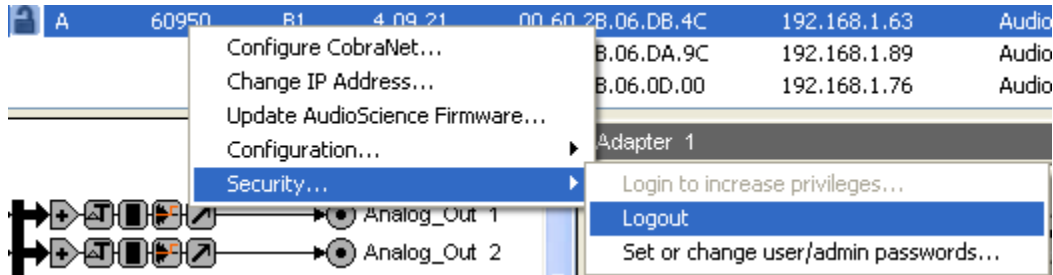 A 60950 B1 4.09.21 00.60.2B.06.DB.4C 192.168.1.63 Audio
Configure CobraNet... B.06.DA.9C 192.168.1.89 Audio
Change IP Address... B.06.0D.00 192.168.1.76 Audio
Update AudioScience Firmware...
Configuration... Adapter 1
Security... Login to increase privileges...
Analog_Out 1 Logout
Analog_Out 2 Set or change user/admin passwords...